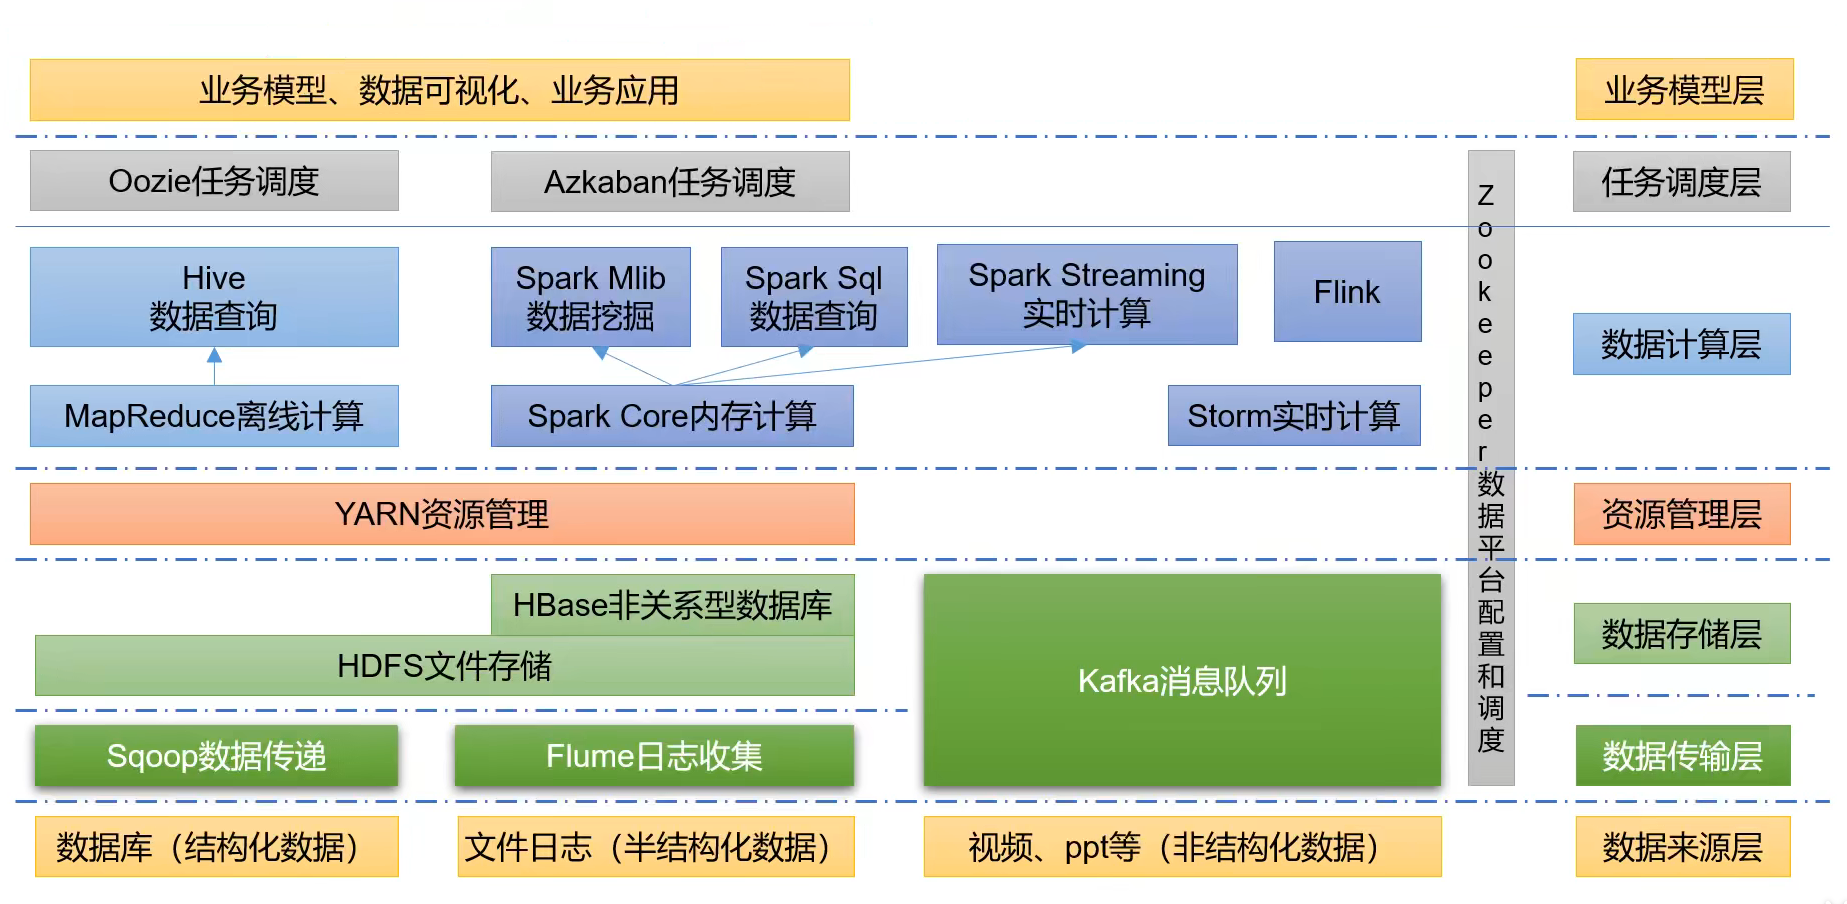 业务模型、数据可视化、业务应用
业务模型层
Oozie任务调度
Azkaban任务调度
任务调度层
Hive
数据查询
Spark Mlib
数据挖掘
Spark Sql
数据查询
Spark Streaming
实时计算
Flink
数据计算层
MapReduce离线计算
Spark Core内存计算
Storm实时计算
Zookeeper数据平台配置和调度
YARN资源管理
资源管理层
HBase非关系型数据库
HDFS文件存储
Kafka消息队列
数据存储层
Sqoop数据传递
Flume日志收集
数据传输层
数据库（结构化数据）
文件日志（半结构化数据）
视频、ppt等（非结构化数据）
数据来源层